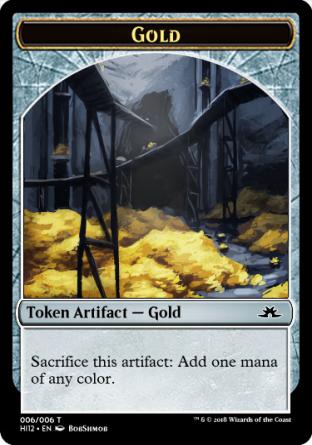 Gold
Token Artifact — Gold
Sacrifice this artifact: Add one mana
of any color.
006/006 T
HI12 • EN BobShmob
™ & © 2018 Wizards of the Coast